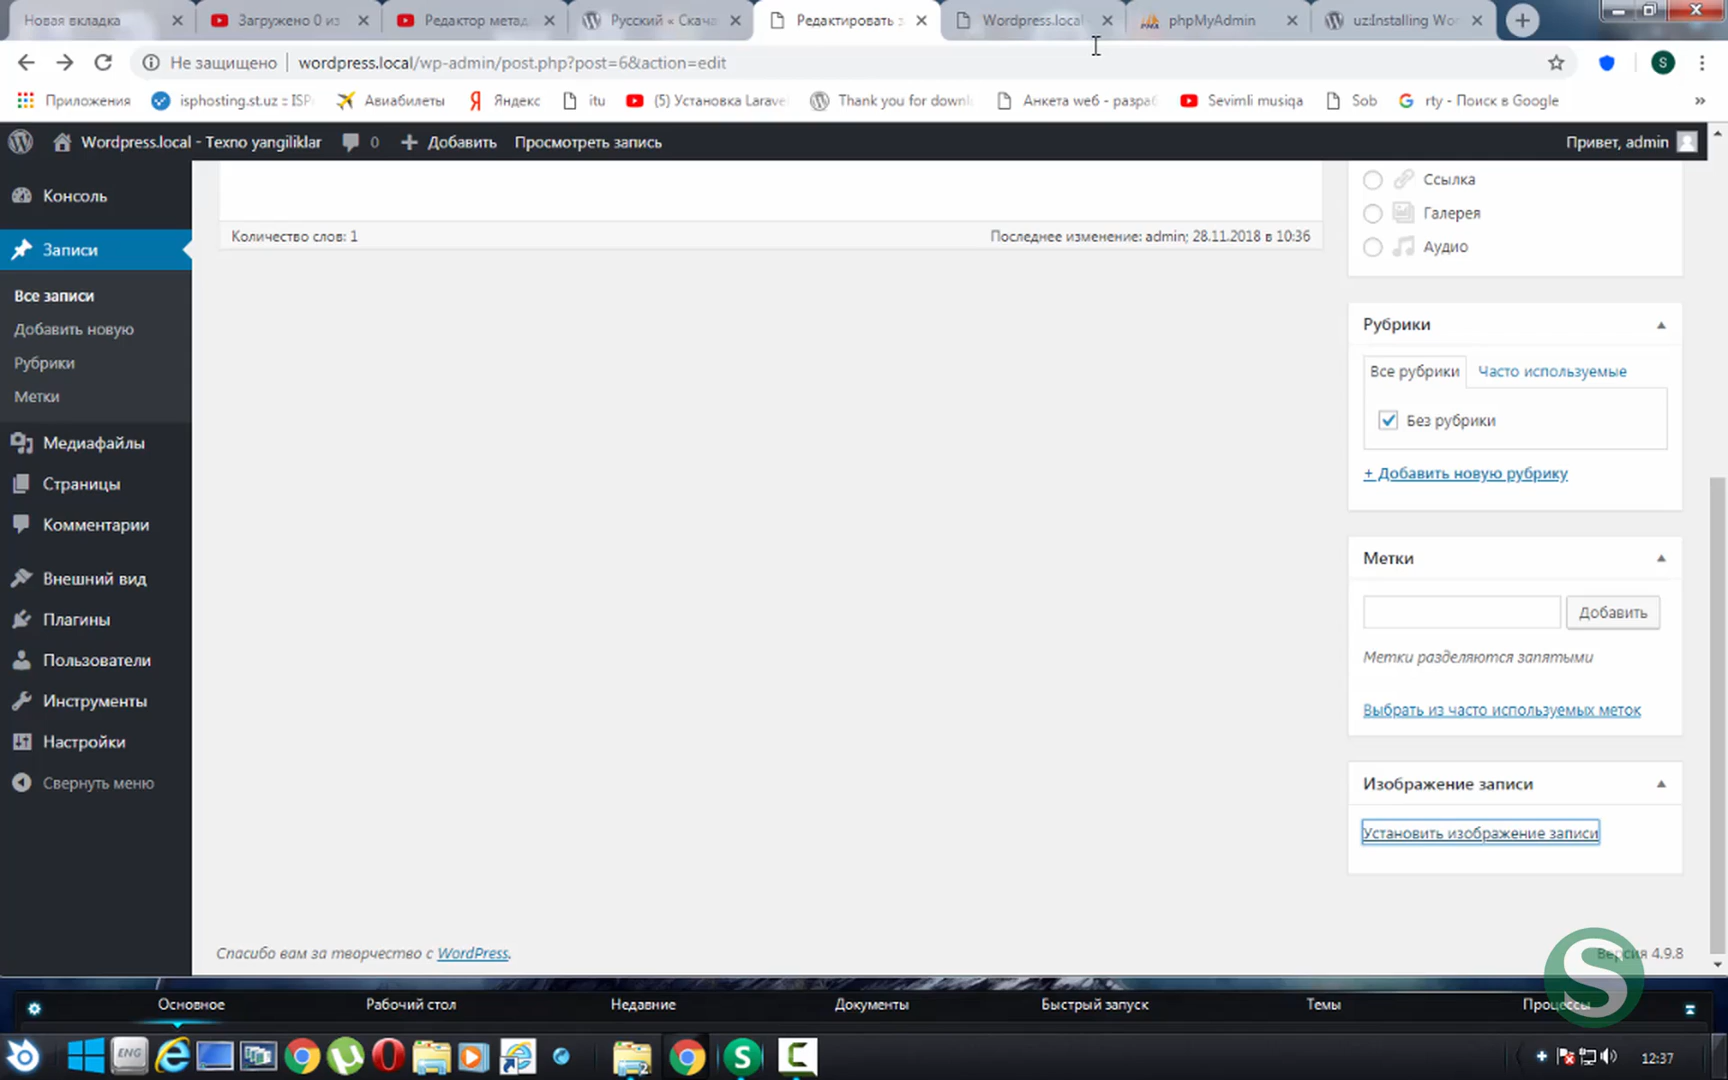 Новая вкладка
Загружено 0 из
Редактор метад
Русский « Скача
Редактировать з
Wordpress.local
phpMyAdmin
uz:Installing Wor
Не защищено
wordpress.local/wp-admin/post.php?post=6&action=edit
S
Приложения
isphosting.st.uz :: ISP
Авиабилеты
Яндекс
itu
(5) Установка Larave
Thank you for downl
Анкетаweб - разраб
Sevimli musiqa
Sob
rty - Поиск в Google
Wordpress.local - Texno yangiliklar
0
Добавить
Просмотреть запись
Привет, admin
Консоль
Записи
Все записи
Добавить новую
Рубрики
Метки
Медиафайлы
Страницы
Комментарии
Внешний вид
Плагины
Пользователи
Инструменты
Настройки
Свернуть меню
Количество слов: 1
Последнее изменение: admin; 28.11.2018 в 10:36
Ссылка
Галерея
Аудио
Рубрики
Все рубрики
Часто используемые
Без рубрики
+ Добавить новую рубрику
Метки
Добавить
Метки разделяются запятыми
Выбрать из часто используемых меток
Изображение записи
Установить изображение записи
Спасибо вам за творчество с WordPress.
Версия 4.9.8
Основное
Рабочий стол
Недавние
Документы
Быстрый запуск
Темы
Процессы
ENG
12:37